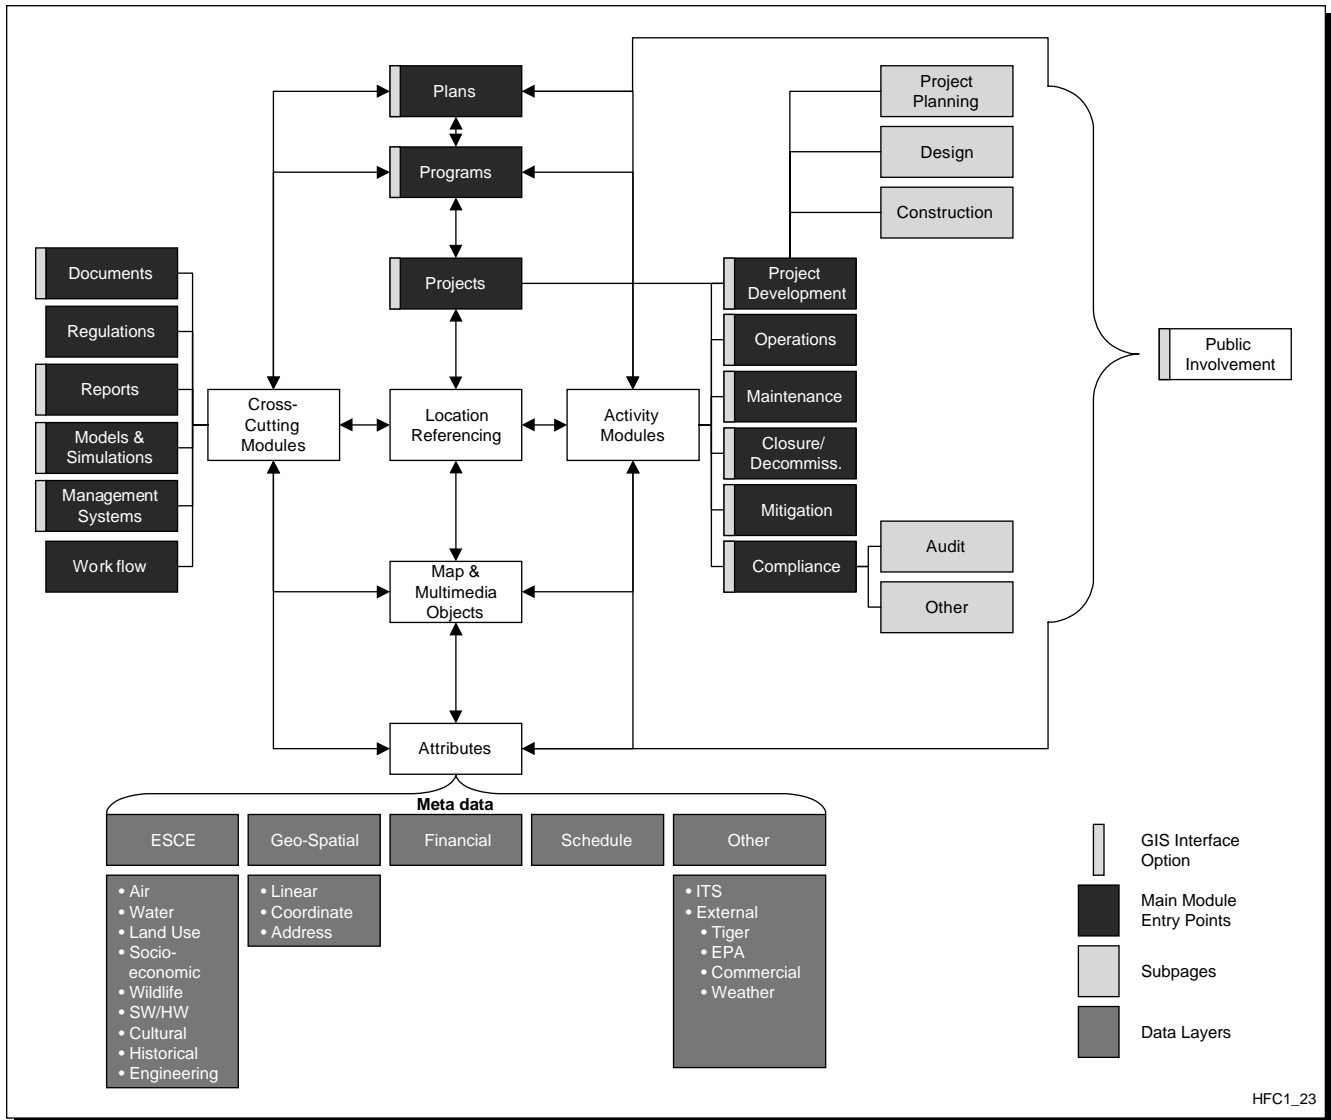 Plans
Programs
Projects
Project
Planning
Design
Construction
Documents
Regulations
Reports
Models &
Simulations
Management
Systems
Work flow
Cross-
Cutting
Modules
Location
Referencing
Activity
Modules
Project
Development
Operations
Maintenance
Closure/
Decommiss.
Mitigation
Compliance
Audit
Other
Public
Involvement
Map &
Multimedia
Objects
Attributes
Meta data
ESCE
Geo-Spatial
Financial
Schedule
Other
• Air
• Water
• Land Use
• Socio-
economic
• Wildlife
• SW/HW
• Cultural
• Historical
• Engineering
• Linear
• Coordinate
• Address
• ITS
• External
• Tiger
• EPA
• Commercial
• Weather
GIS Interface
Option
Main Module
Entry Points
Subpages
Data Layers
HFC1_23